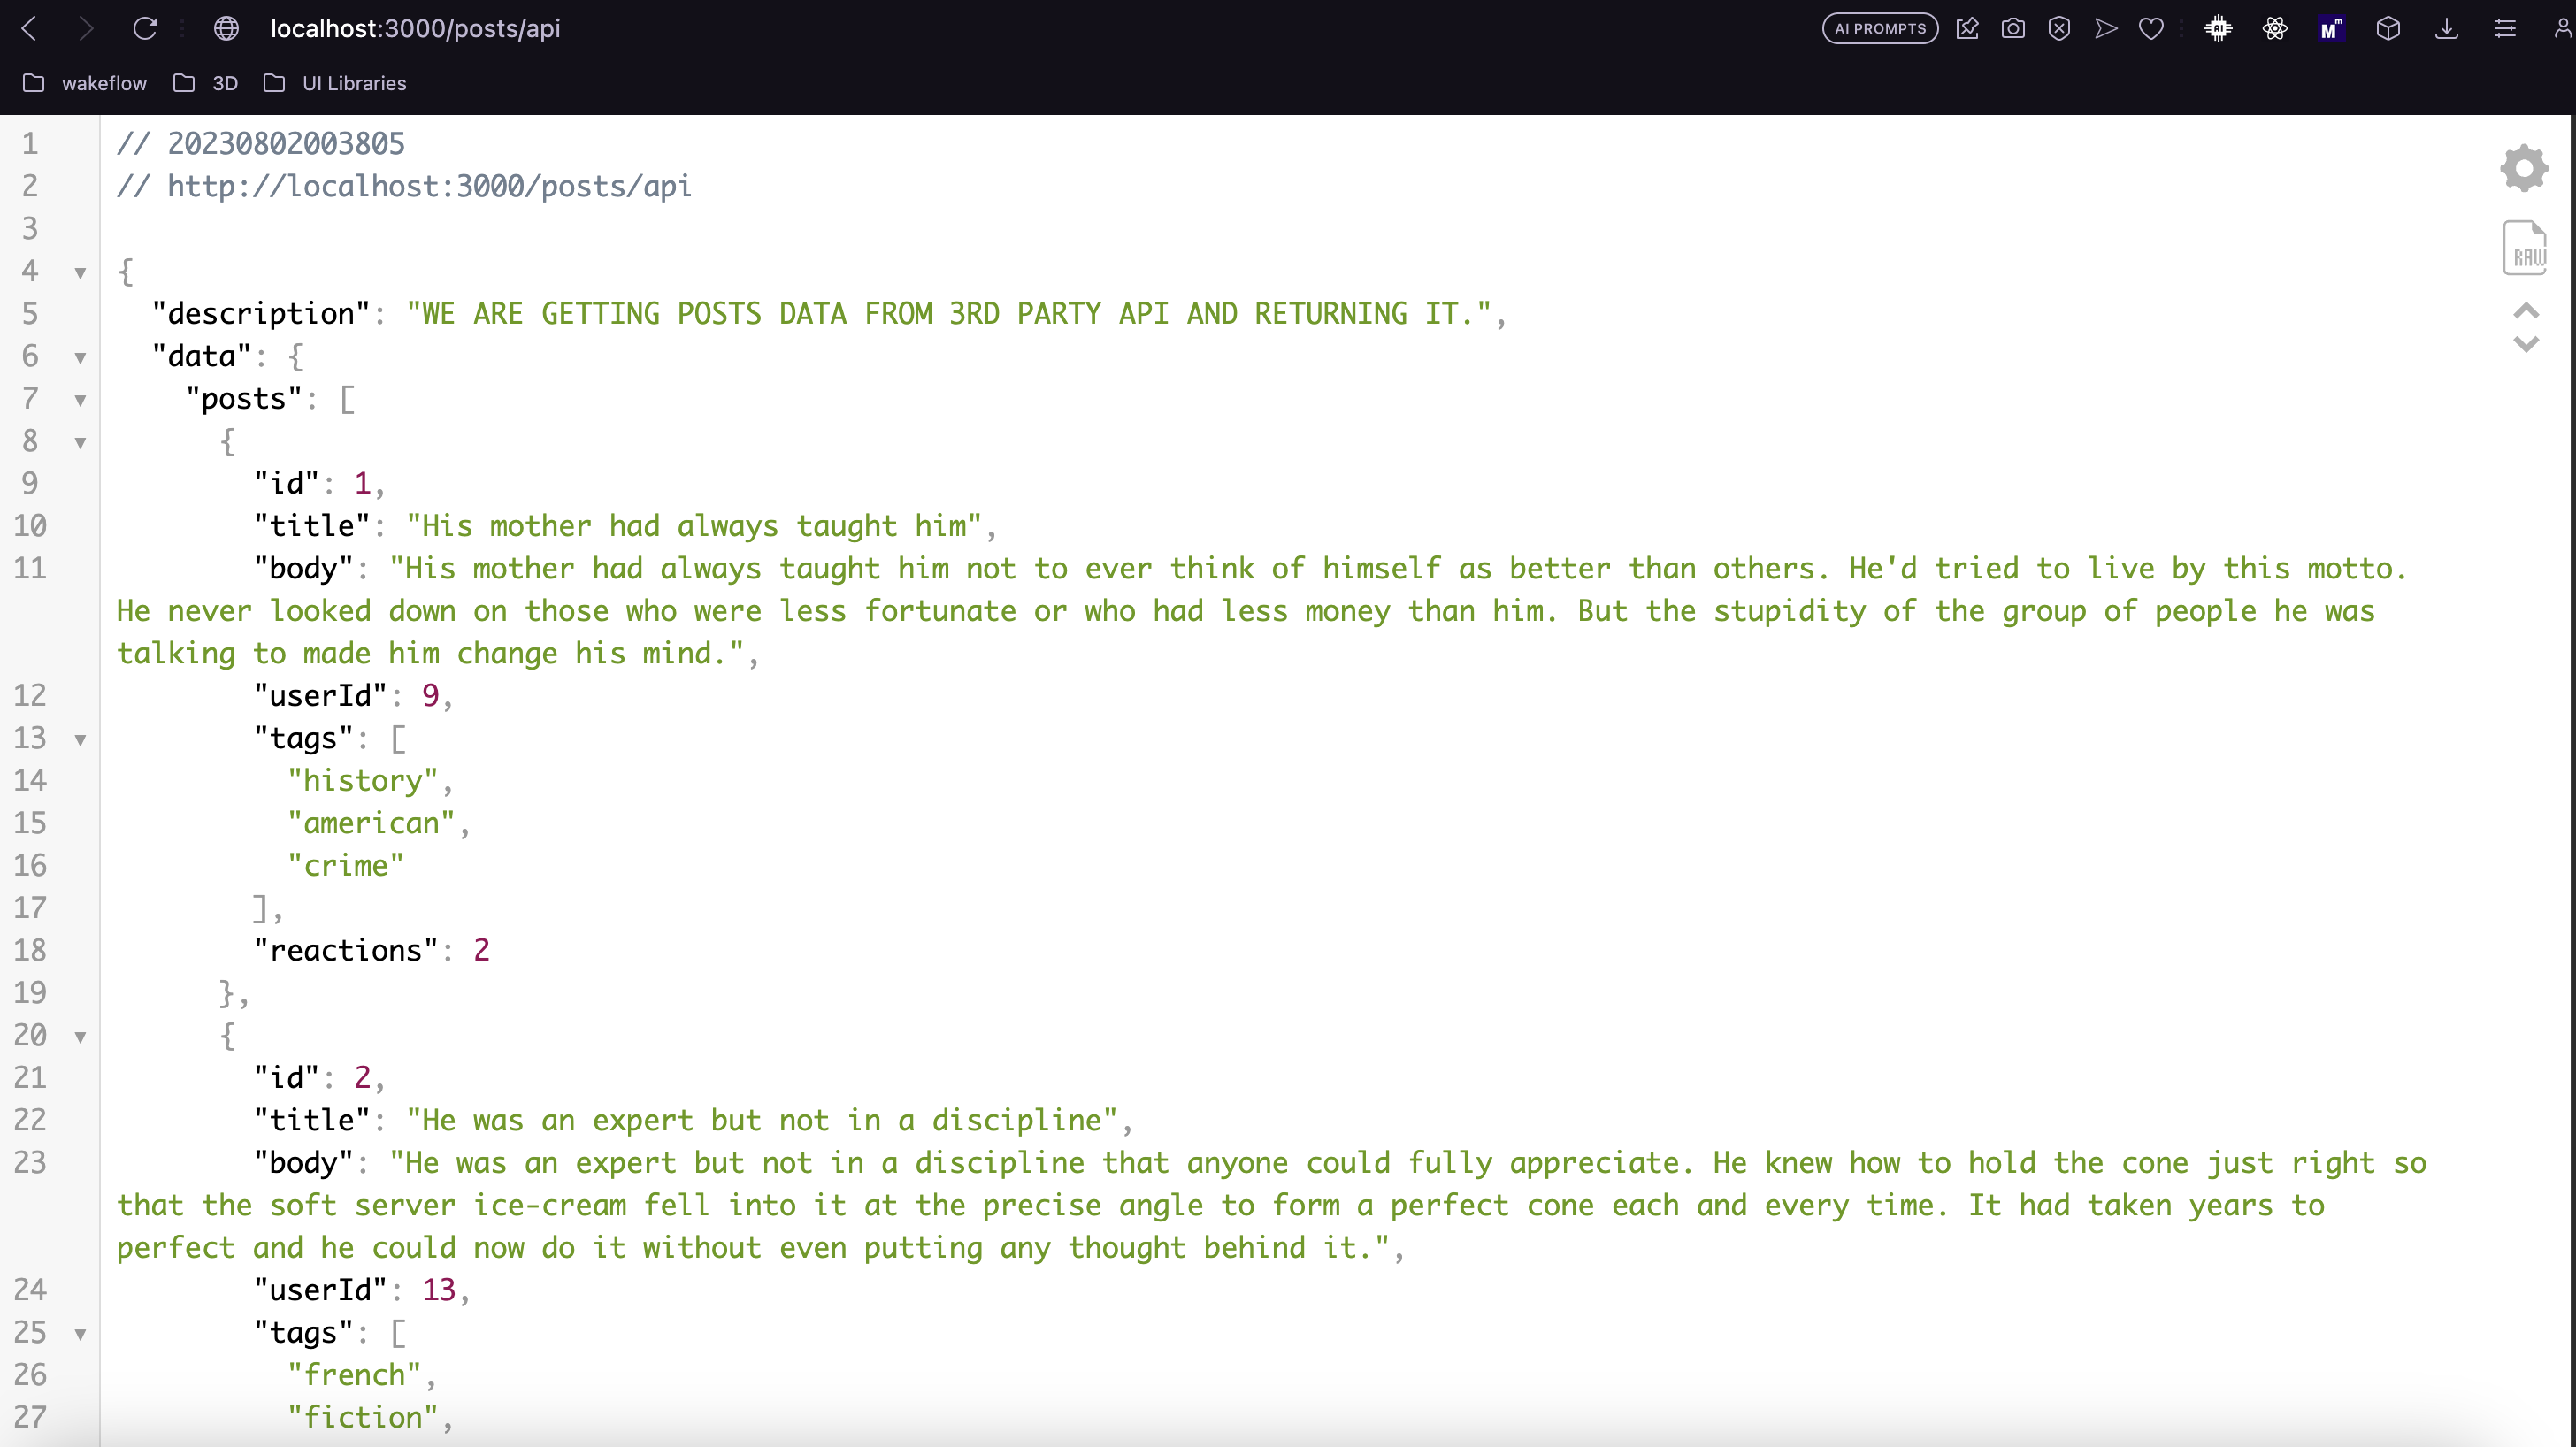 localhost:3000/posts/api
AI PROMPTS
M m
wakeflow 3D UI Libraries
1 // 20230802003805
2 // http://localhost:3000/posts/api
3
4 {
5 "description": "WE ARE GETTING POSTS DATA FROM 3RD PARTY API AND RETURNING IT.",
6 "data": {
7 "posts": [
8 {
9 "id": 1,
10 "title": "His mother had always taught him",
11 "body": "His mother had always taught him not to ever think of himself as better than others. He'd tried to live by this motto.
He never looked down on those who were less fortunate or who had less money than him. But the stupidity of the group of people he was
talking to made him change his mind.",
12 "userId": 9,
13 "tags": [
14 "history",
15 "american",
16 "crime"
17 ],
18 "reactions": 2
19 },
20 {
21 "id": 2,
22 "title": "He was an expert but not in a discipline",
23 "body": "He was an expert but not in a discipline that anyone could fully appreciate. He knew how to hold the cone just right so
that the soft server ice-cream fell into it at the precise angle to form a perfect cone each and every time. It had taken years to
perfect and he could now do it without even putting any thought behind it.",
24 "userId": 13,
25 "tags": [
26 "french",
27 "fiction",
RAW